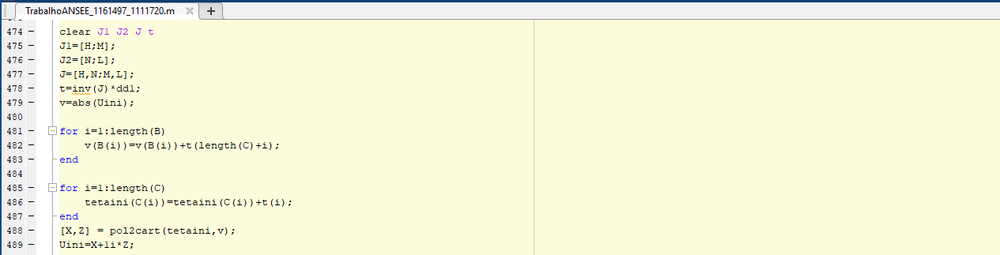 TrabalhoANSEE_1161497_1111720.m × +
474 – clear J1 J2 J t
475 – J1=[H;M];
476 – J2=[N;L];
477 – J=[H,N;M,L];
478 – t=inv(J)*ddl;
479 – v=abs(Uini);
480
481 – for i=1:length(B)
482 – v(B(i))=v(B(i))+t(length(C)+i);
483 – end
484
485 – for i=1:length(C)
486 – tetaini(C(i))=tetaini(C(i))+t(i);
487 – end
488 – [X,Z] = pol2cart(tetaini,v);
489 – Uini=X+1i*Z;